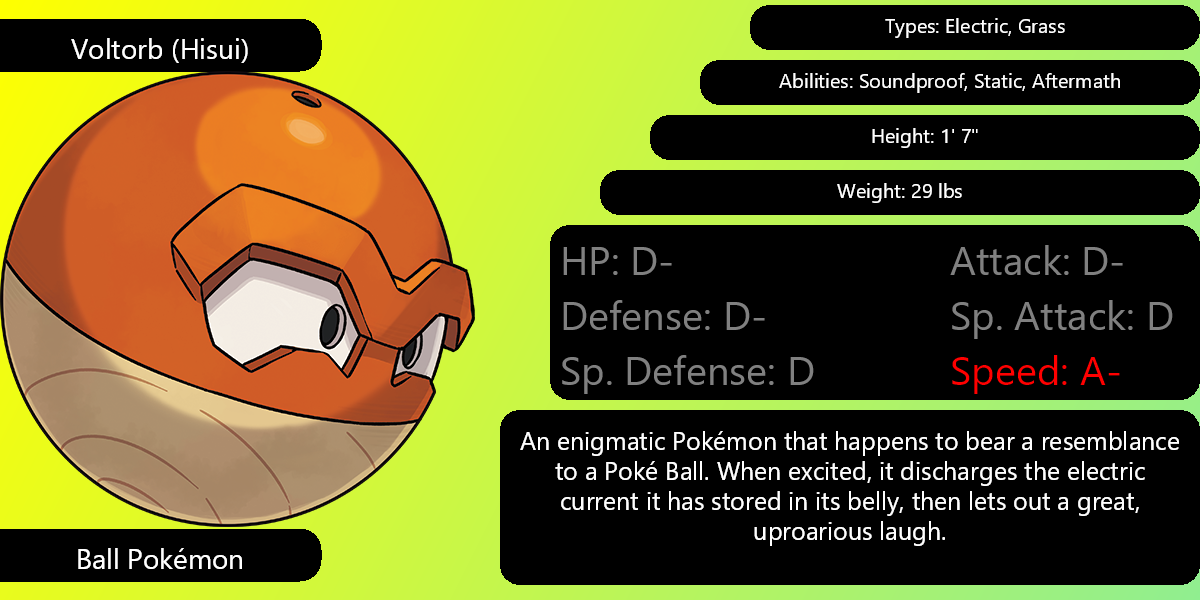 Voltorb (Hisui)
Types: Electric, Grass
Abilities: Soundproof, Static, Aftermath
Height: 1' 7"
Weight: 29 lbs
HP: D-
Attack: D-
Defense: D-
Sp. Attack: D
Sp. Defense: D
Speed: A-
An enigmatic Pokémon that happens to bear a resemblance
to a Poké Ball. When excited, it discharges the electric
current it has stored in its belly, then lets out a great,
uproarious laugh.
Ball Pokémon